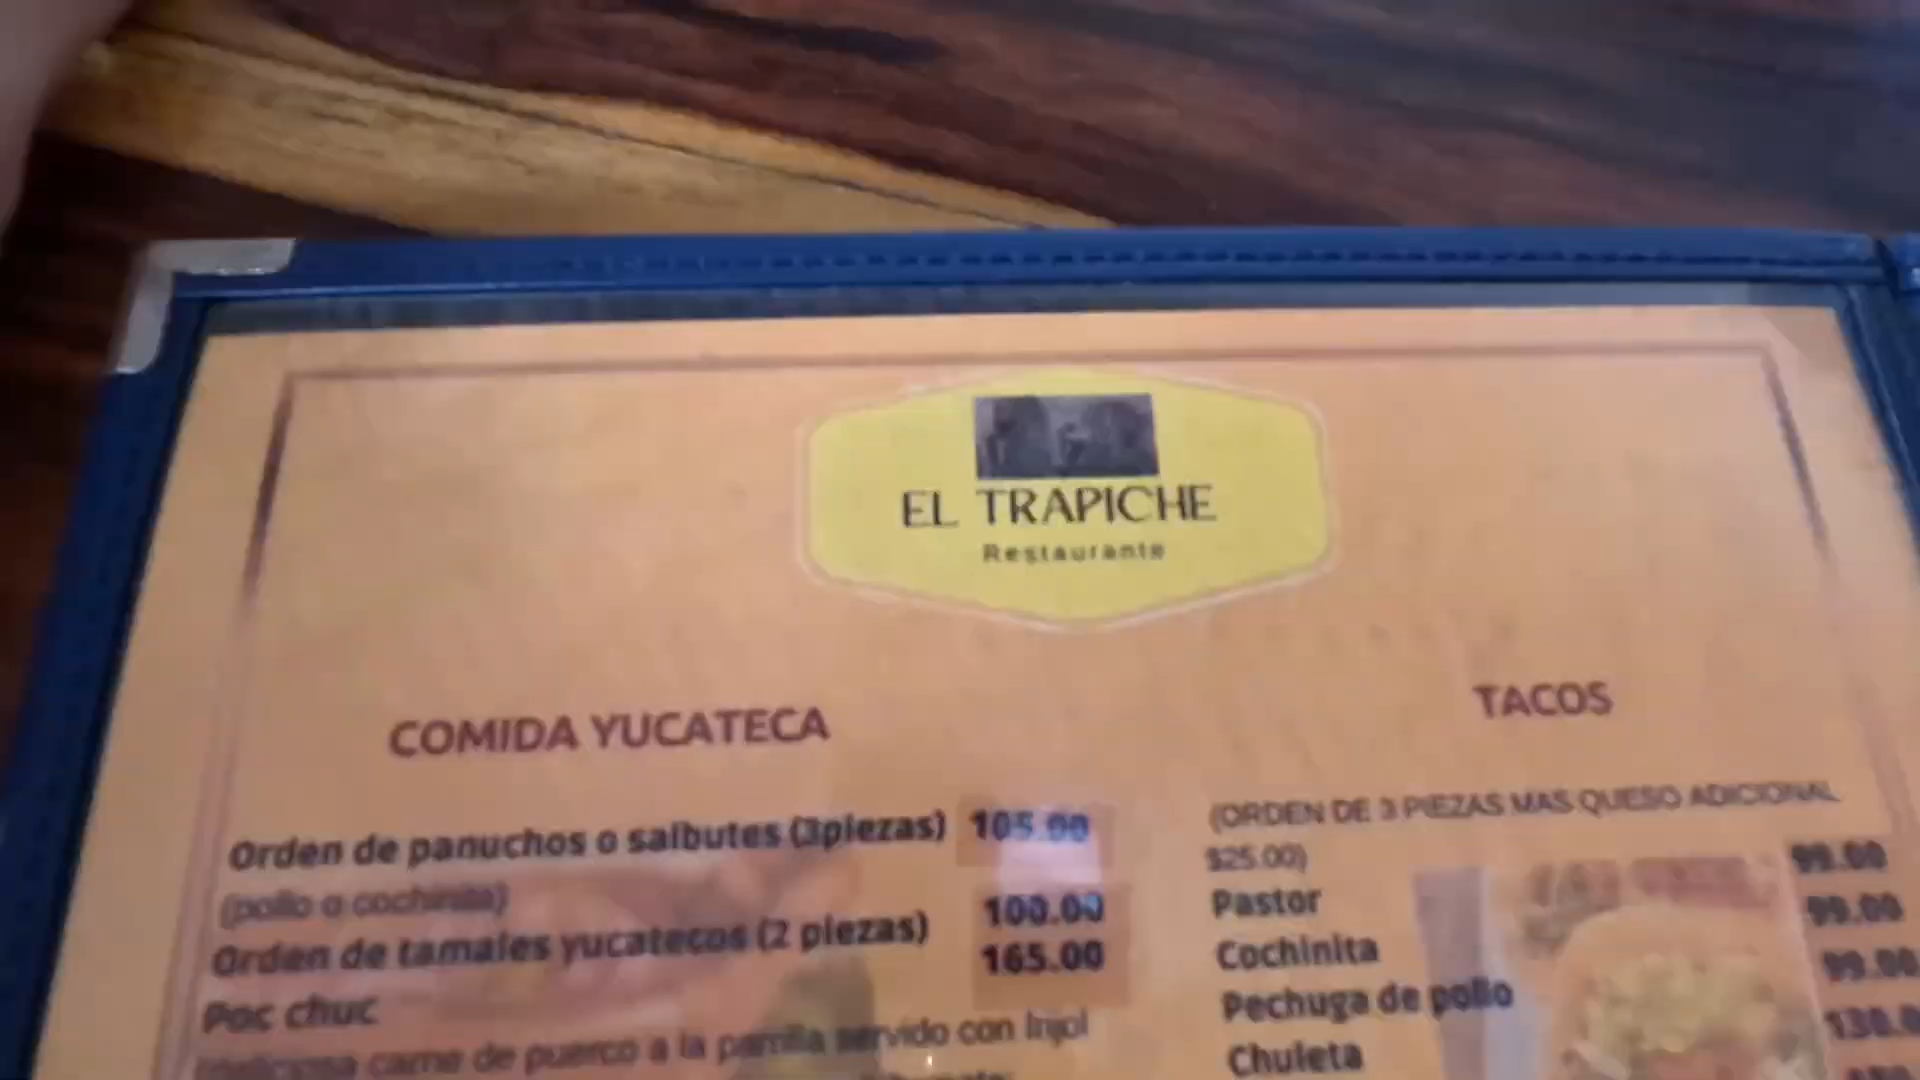 EL TRAPICHE
Restaurante
COMIDA YUCATECA
Orden de panuchos o salbutes (3piezas) 105.00
(pollo o cochinita)
Orden de tamales yucatecos (2 piezas) 100.00
Poc chuc 165.00
carne de puerco a la parrilla servido con
TACOS
(ORDEN DE 3 PIEZAS MAS QUESO ADICIONAL
$25.00)
Pastor 99.00
Cochinita 99.00
Pechuga de pollo 99.00
Chuleta